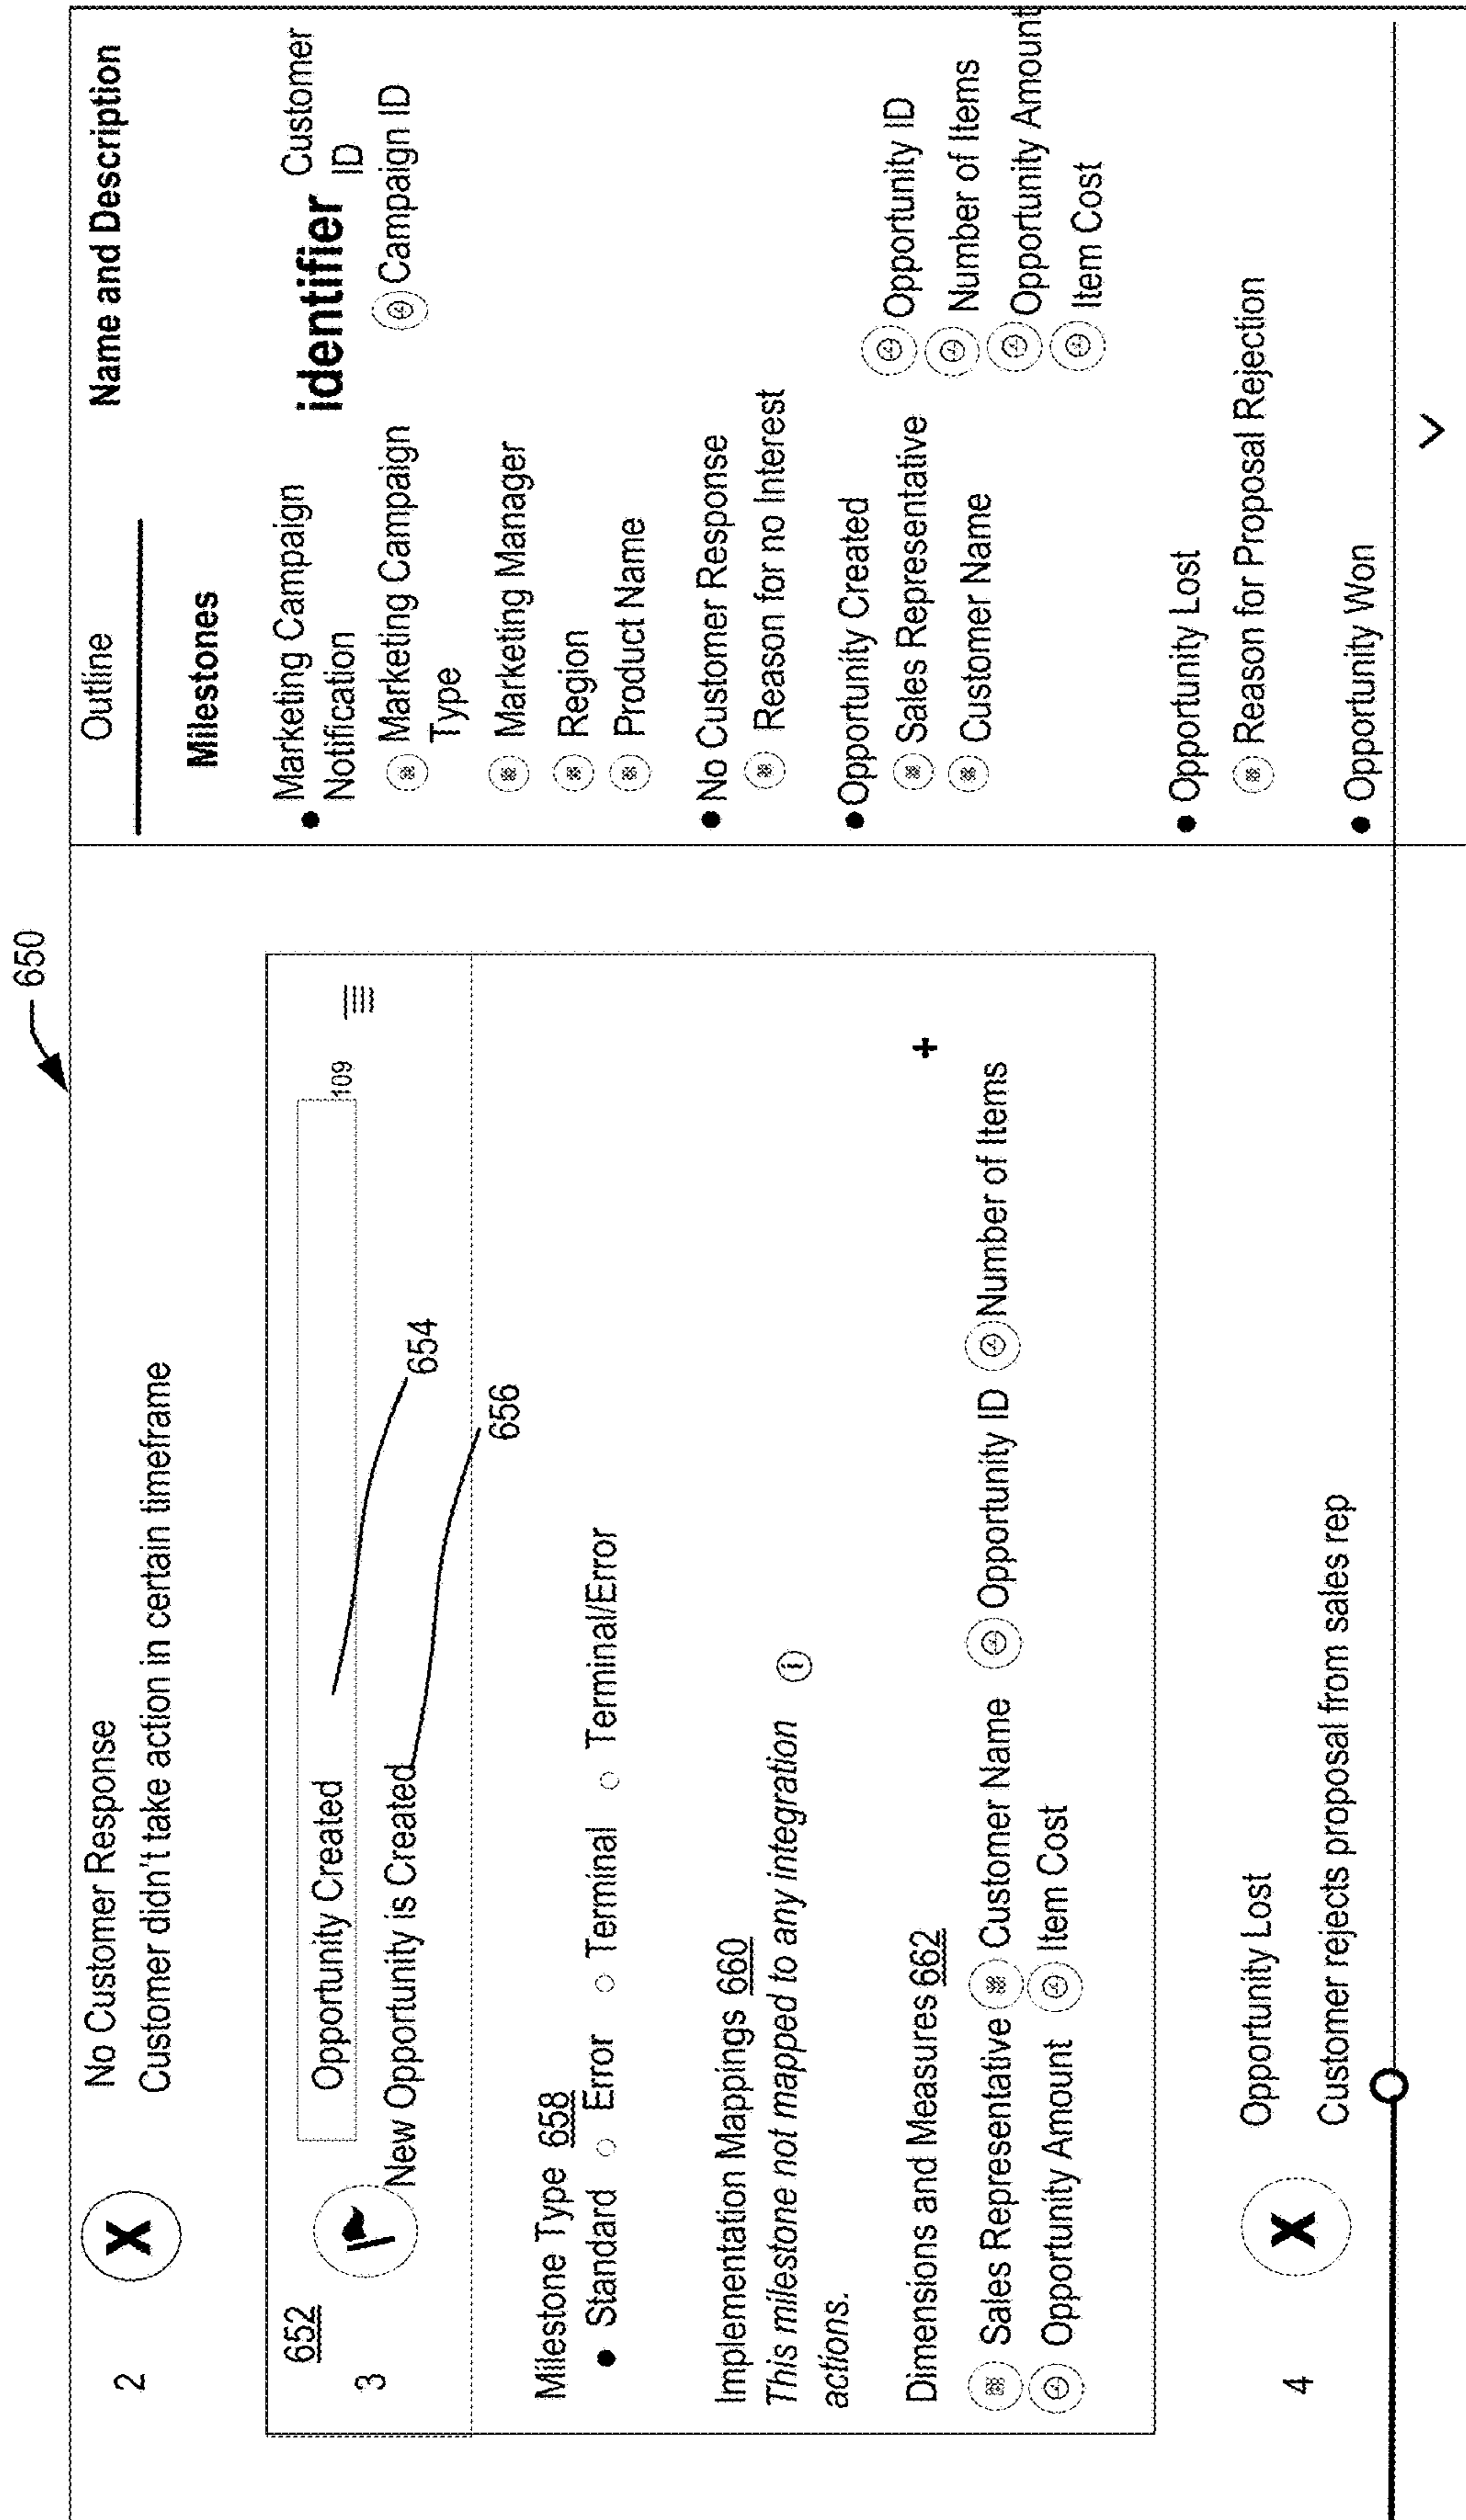 650
2
No Customer Response
Customer didn't take action in certain timeframe
652
3
Opportunity Created
109
New Opportunity is Created
654
656
Milestone Type 658
Standard Error Terminal Terminal/Error
Implementation Mappings 660
This milestone not mapped to any integration
actions.
Dimensions and Measures 662
+
Sales Representative Customer Name Opportunity ID Number of Items
Opportunity Amount Item Cost
4
Opportunity Lost
Customer rejects proposal from sales rep
Outline Name and Description
Milestones
• Marketing Campaign
Notification
identifier Customer
ID
Marketing Campaign
Type
Campaign ID
Marketing Manager
Region
Product Name
• No Customer Response
Reason for no Interest
• Opportunity Created
Sales Representative
Customer Name
Opportunity ID
Number of Items
Opportunity Amount
Item Cost
• Opportunity Lost
Reason for Proposal Rejection
• Opportunity Won